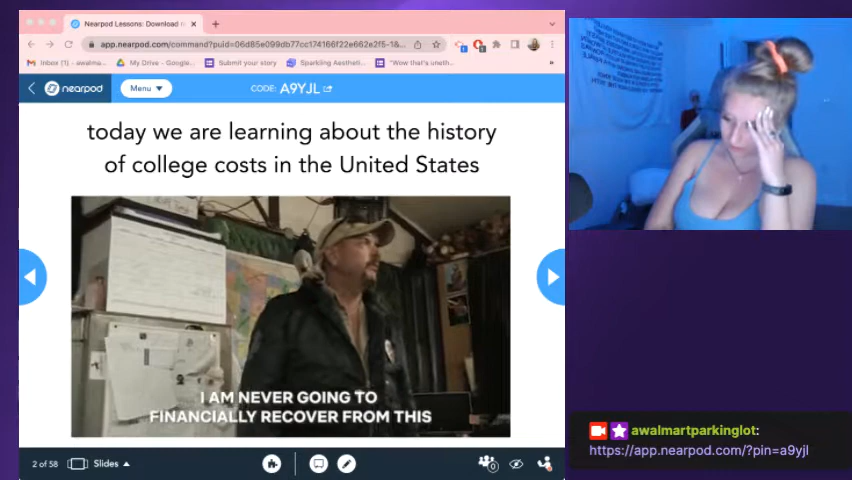 Nearpod Lessons: Download r
app.nearpod.com/command?puid=06d85e099db77cc174166f22e662e2f5-1&...
Inbox (1) - awalma...
My Drive - Google...
Submit your story
Sparkling Aestheti...
"Wow that's uneth...
»
nearpod
Menu
CODE: A9YJL
today we are learning about the history
of college costs in the United States
I AM NEVER GOING TO
FINANCIALLY RECOVER FROM THIS
2 of 58
Slides
0
awalmartparkinglot:
https://app.nearpod.com/?pin=a9yjl